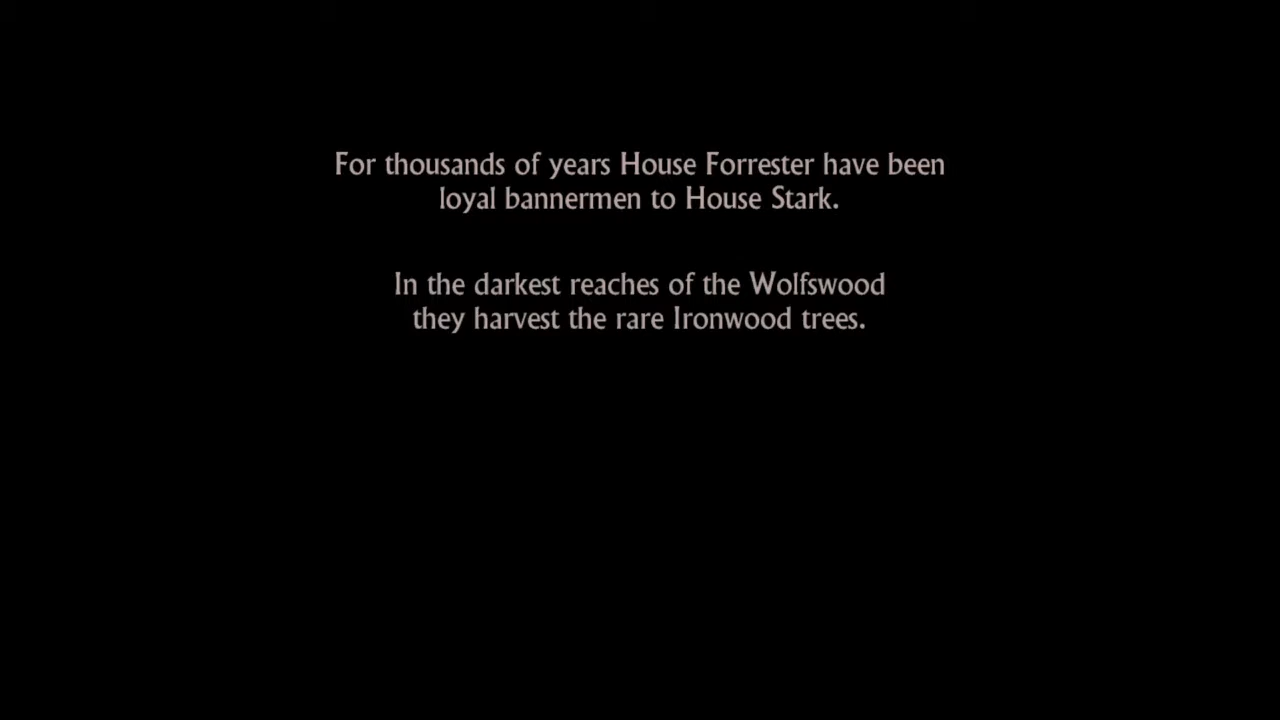 For thousands of years House Forrester have been
loyal bannermen to House Stark.
In the darkest reaches of the Wolfswood
they harvest the rare Ironwood trees.